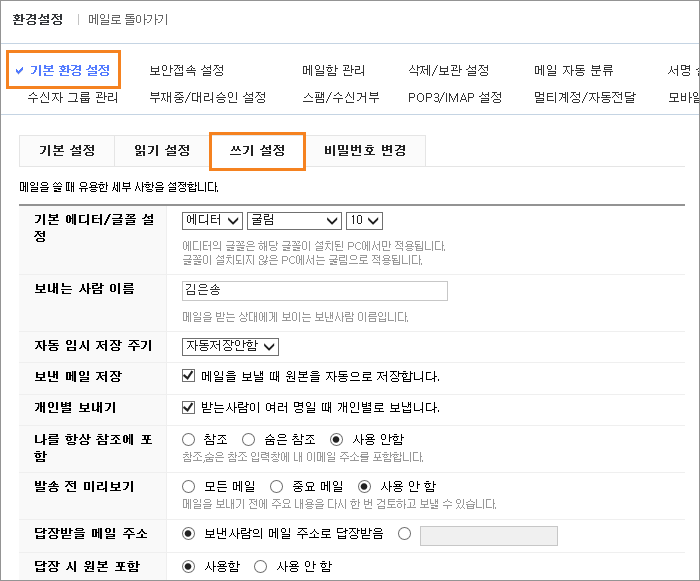 환경설정 | 메일로 돌아가기
✔ 기본 환경 설정 보안접속 설정 메일함 관리 삭제/보관 설정 메일 자동 분류 서명
수신자 그룹 관리 부재중/대리승인 설정 스팸/수신거부 POP3/IMAP 설정 멀티계정/자동전달 모바일
기본 설정 읽기 설정 쓰기 설정 비밀번호 변경
메일을 쓸 때 유용한 세부 사항을 설정합니다.
기본 에디터/글꼴 설 에디터 굴림 10
정
에디터의 글꼴은 해당 글꼴이 설치된 PC에서만 적용됩니다.
글꼴이 설치되지 않은 PC에서는 굴림으로 적용됩니다.
보내는 사람 이름 김은송
메일을 받는 상대에게 보이는 보낸사람 이름입니다.
자동 임시 저장 주기 자동저장안함
보낸 메일 저장 메일을 보낼 때 원본을 자동으로 저장합니다.
개인별 보내기 받는사람이 여러 명일 때 개인별로 보냅니다.
나를 항상 참조에 포 참조 숨은 참조 사용 안함
함 참조,숨은 참조 입력창에 내 이메일 주소를 포함합니다.
발송 전 미리보기 모든 메일 중요 메일 사용 안 함
메일을 보내기 전에 주요 내용을 다시 한 번 검토하고 보낼 수 있습니다.
답장받을 메일 주소 보낸사람의 메일 주소로 답장받음
답장 시 원본 포함 사용함 사용 안 함